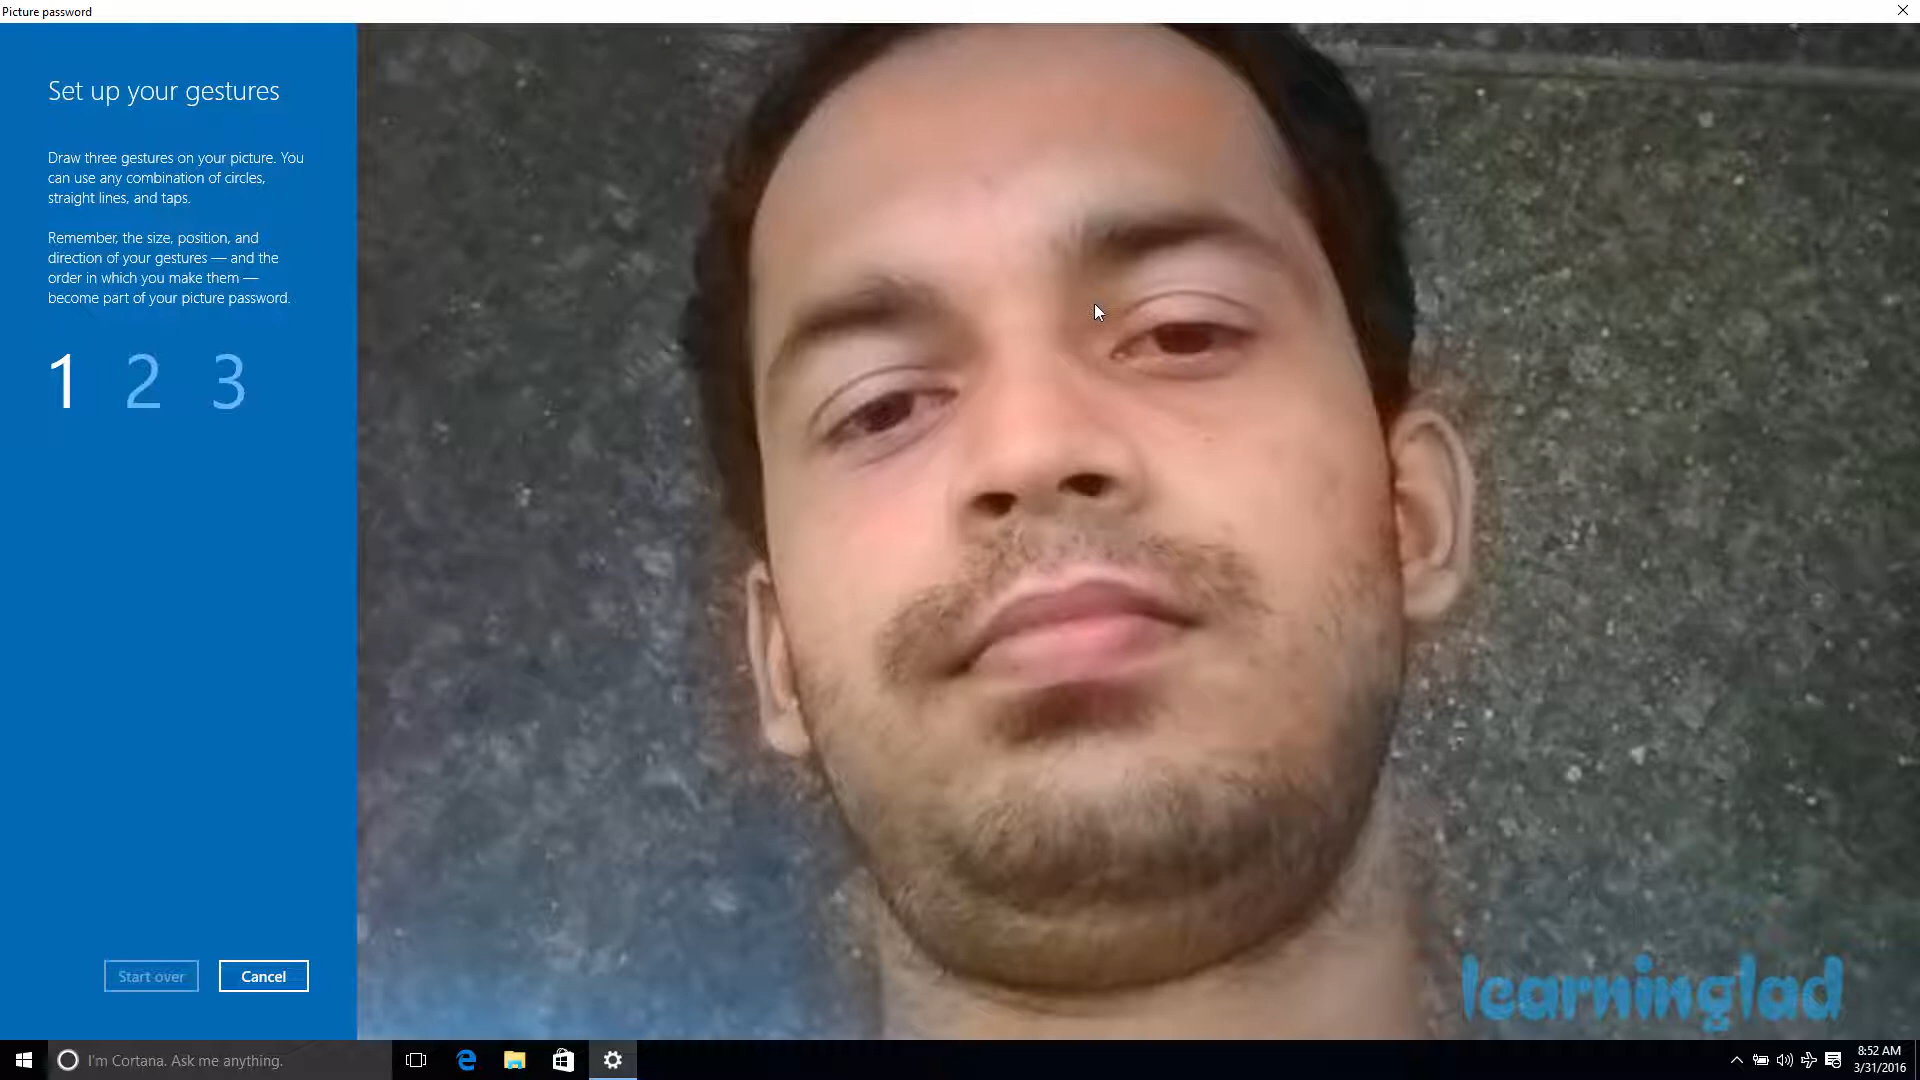 Picture password
Set up your gestures
Draw three gestures on your picture. You
can use any combination of circles,
straight lines, and taps.
Remember, the size, position, and
direction of your gestures — and the
order in which you make them —
become part of your picture password.
1 2 3
Start over
Cancel
learninglad
I'm Cortana. Ask me anything.
8:52 AM
3/31/2016